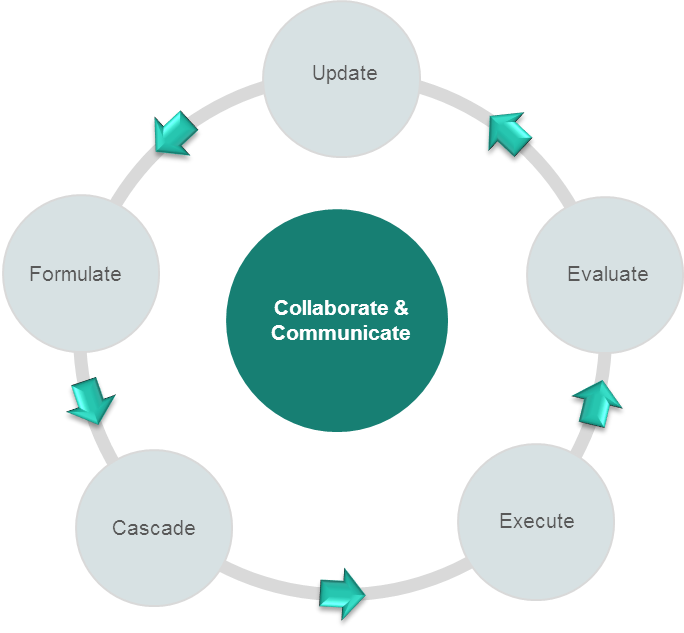 Update
Formulate
Evaluate
Collaborate &
Communicate
Cascade
Execute